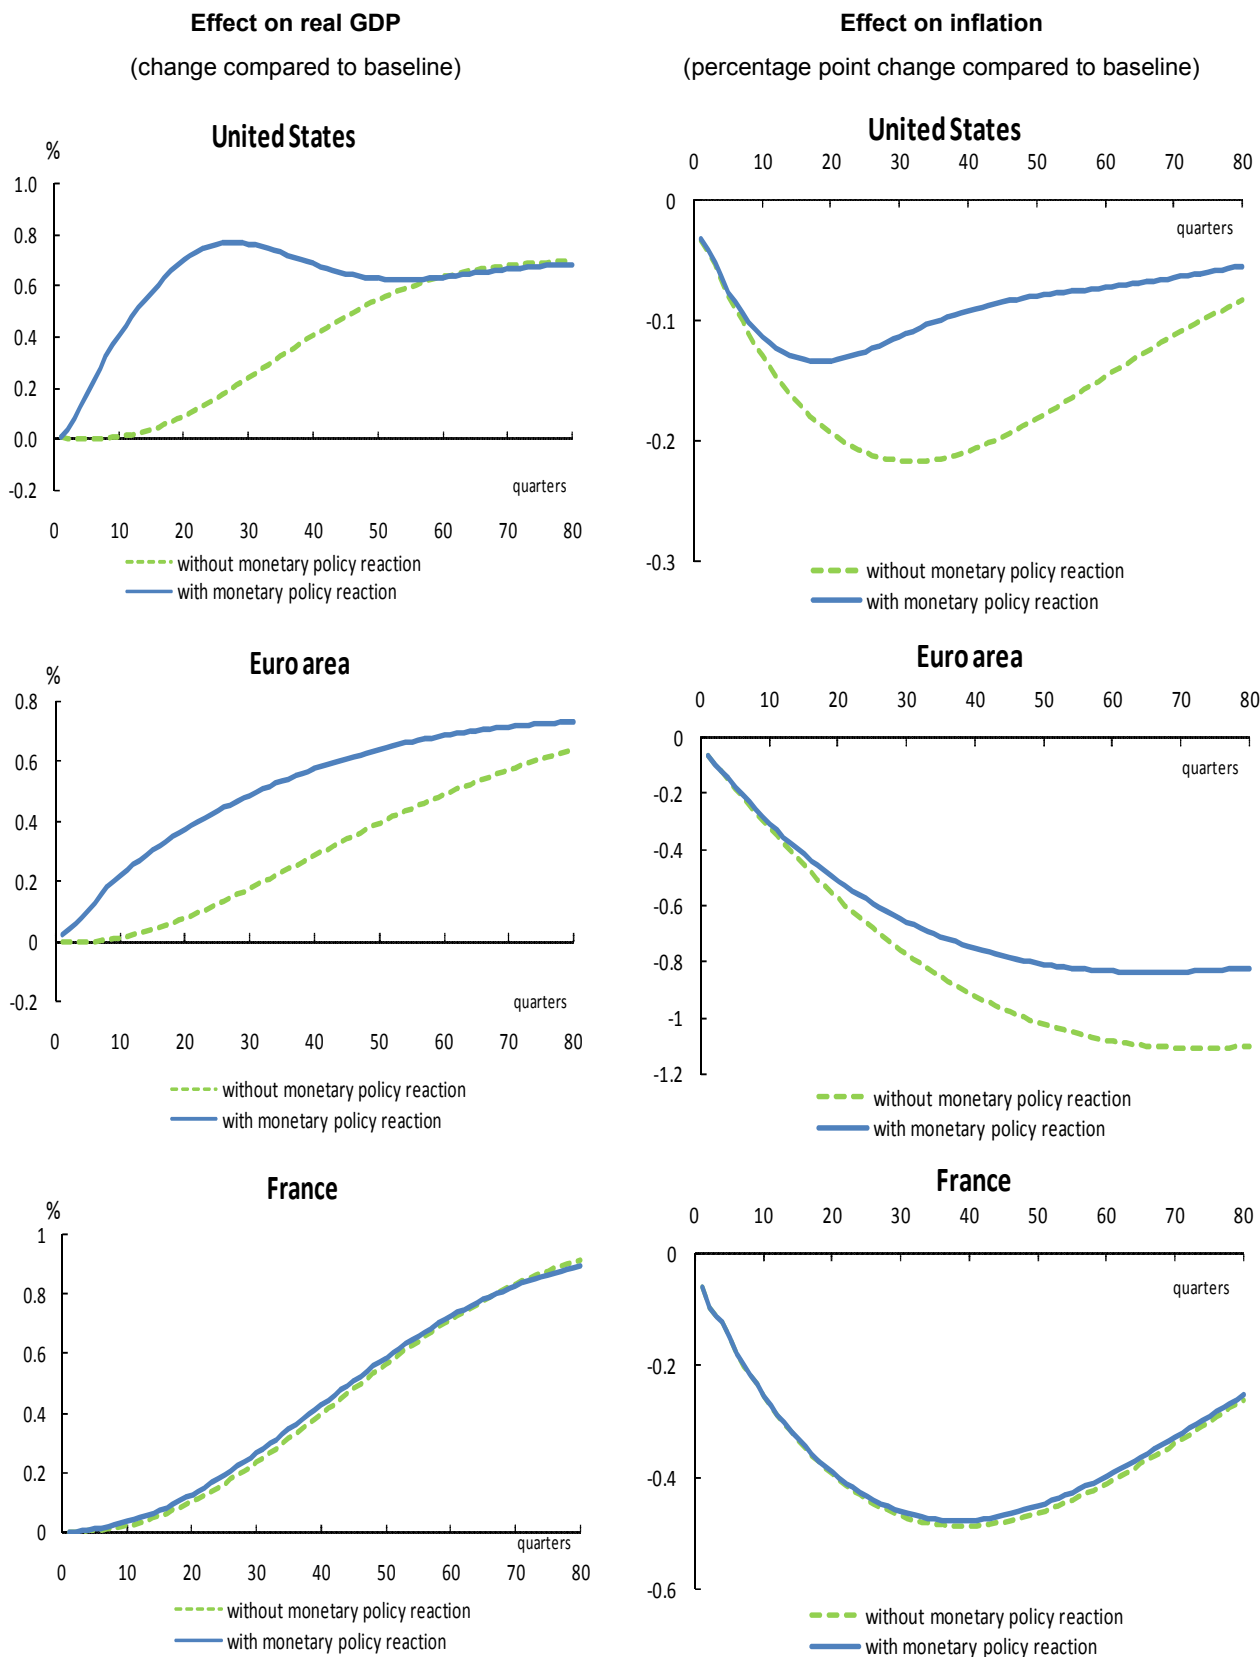 Effect on real GDP
(change compared to baseline)
Effect on inflation
(percentage point change compared to baseline)
United States
%
1.0
0.8
0.6
0.4
0.2
0.0
-0.2
quarters
0 10 20 30 40 50 60 70 80
without monetary policy reaction
with monetary policy reaction
United States
0 10 20 30 40 50 60 70 80
0
quarters
-0.1
-0.2
-0.3
without monetary policy reaction
with monetary policy reaction
Euro area
%
0.8
0.6
0.4
0.2
0
-0.2
quarters
0 10 20 30 40 50 60 70 80
without monetary policy reaction
with monetary policy reaction
Euro area
0 10 20 30 40 50 60 70 80
0
quarters
-0.2
-0.4
-0.6
-0.8
-1
-1.2
without monetary policy reaction
with monetary policy reaction
France
%
1
0.8
0.6
0.4
0.2
0
quarters
0 10 20 30 40 50 60 70 80
without monetary policy reaction
with monetary policy reaction
France
0 10 20 30 40 50 60 70 80
0
quarters
-0.2
-0.4
-0.6
without monetary policy reaction
with monetary policy reaction